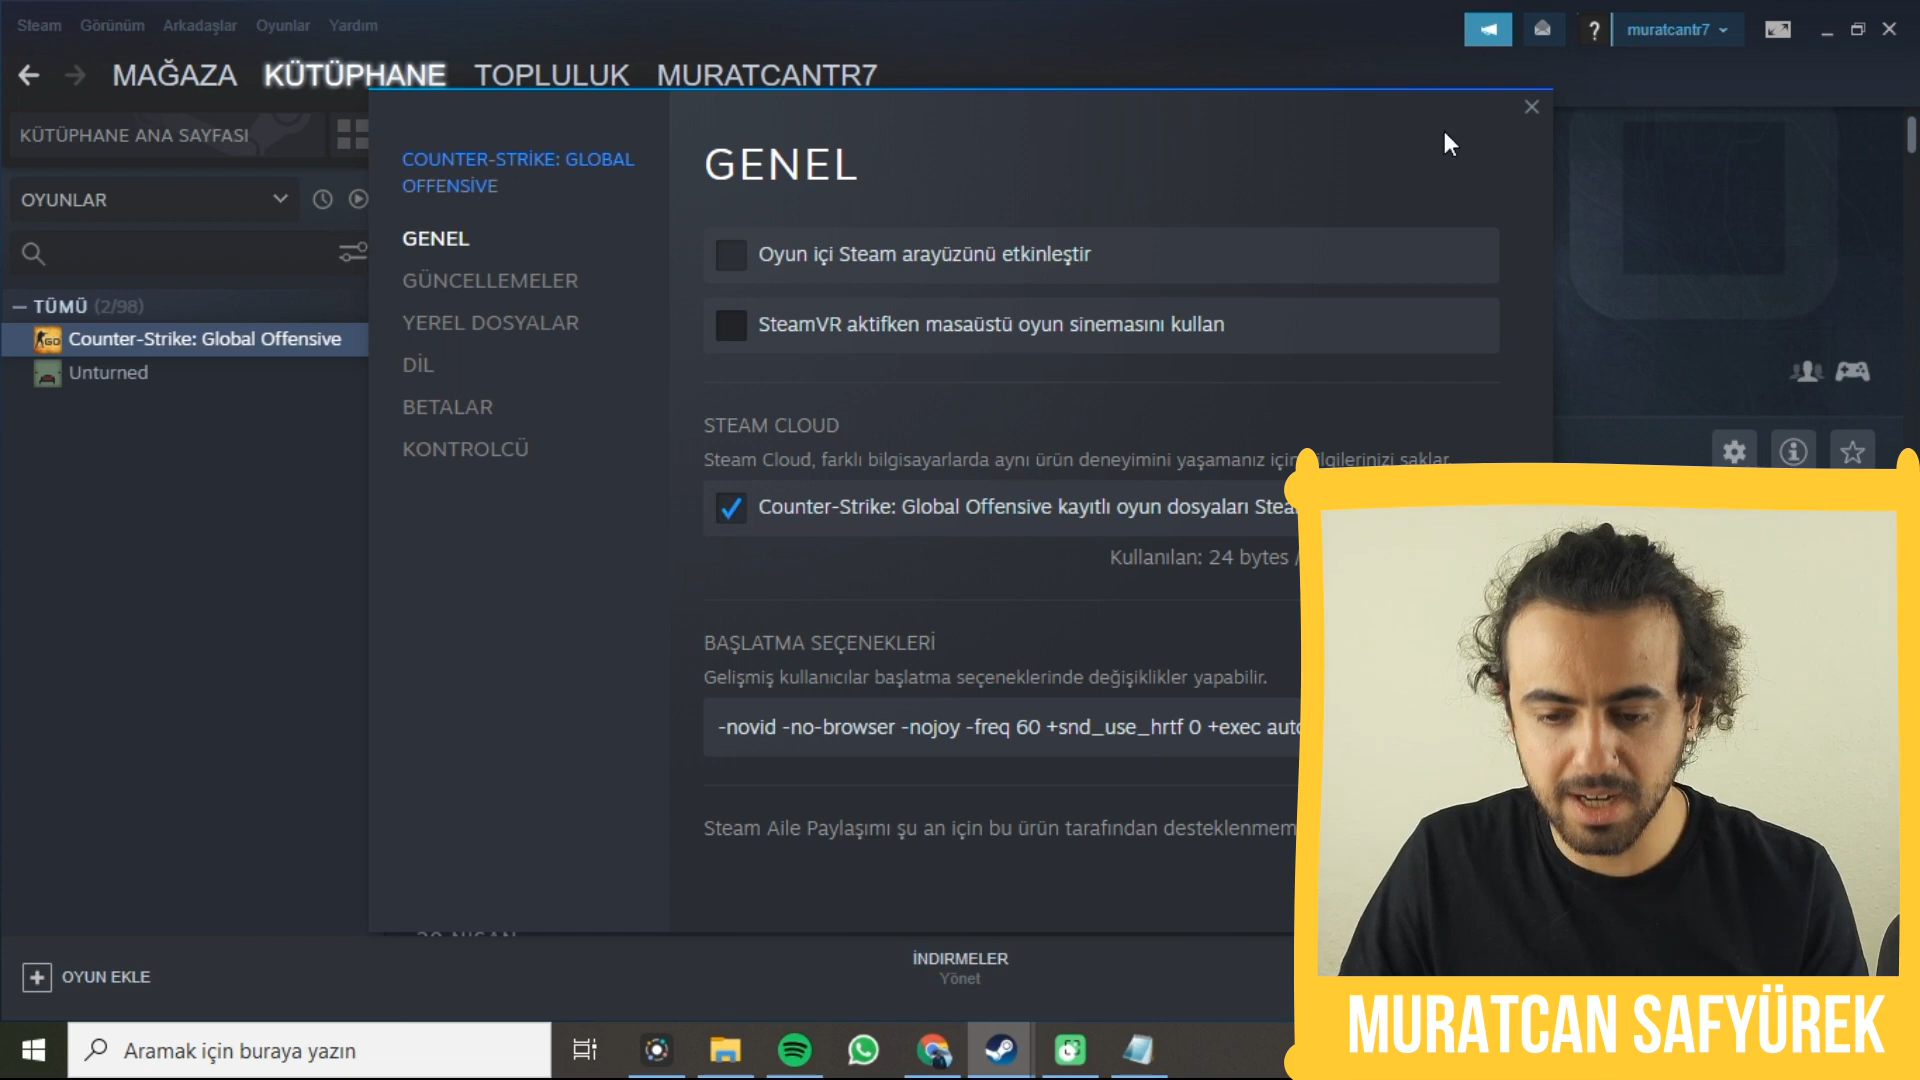 Steam Görünüm Arkadaşlar Oyunlar Yardım
muratcantr7
MAĞAZA KÜTÜPHANE TOPLULUK MURATCANTR7
KÜTÜPHANE ANA SAYFASI
OYUNLAR
— TÜMÜ (2/98)
Counter-Strike: Global Offensive
Unturned
COUNTER-STRİKE: GLOBAL
OFFENSİVE
GENEL
GÜNCELLEMELER
YEREL DOSYALAR
DİL
BETALAR
KONTROLCÜ
GENEL
Oyun içi Steam arayüzünü etkinleştir
SteamVR aktifken masaüstü oyun sinemasını kullan
STEAM CLOUD
Steam Cloud, farklı bilgisayarlarda aynı ürün deneyimini yaşamanız için bilgilerinizi saklar.
Counter-Strike: Global Offensive kayıtlı oyun dosyaları Stea
Kullanılan: 24 bytes /
BAŞLATMA SEÇENEKLERİ
Gelişmiş kullanıcılar başlatma seçeneklerinde değişiklikler yapabilir.
-novid -no-browser -nojoy -freq 60 +snd_use_hrtf 0 +exec auto
Steam Aile Paylaşımı şu an için bu ürün tarafından desteklenmem
OYUN EKLE
İNDIRMELER
Yönet
Aramak için buraya yazın
MURATCAN SAFYÜREK